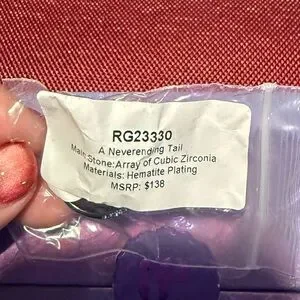 RG23330
A Neverending Tail
Main Stone: Array of Cubic Zirconia
Materials: Hematite Plating
MSRP: $138